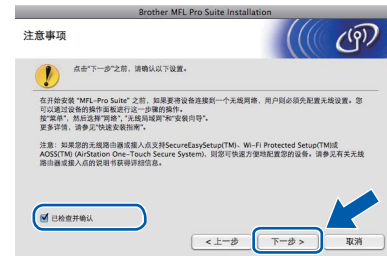 Brother MFL Pro Suite Installation
注意事项
点击“下一步”之前，请确认以下设置。
在开始安装 "MFL-Pro Suite" 之前，如果要将设备连接到一个无线网络，用户则必须先配置无线设置。您
可以通过设备的操作面板进行这一步骤的操作。
按"菜单"，然后选择"网络"，"无线局域网"和"安装向导"。
更多详情，请参见"快速安装指南"。
注意：如果您的无线路由器或接入点支持SecureEasySetup(TM)、Wi-Fi Protected Setup(TM)或
AOSS(TM) (AirStation One-Touch Secure System)，则您可快速方便地配置您的设备。请参见有关无线
路由器或接入点的说明书获得详细信息。
已检查并确认
< 上一步
下一步 >
取消